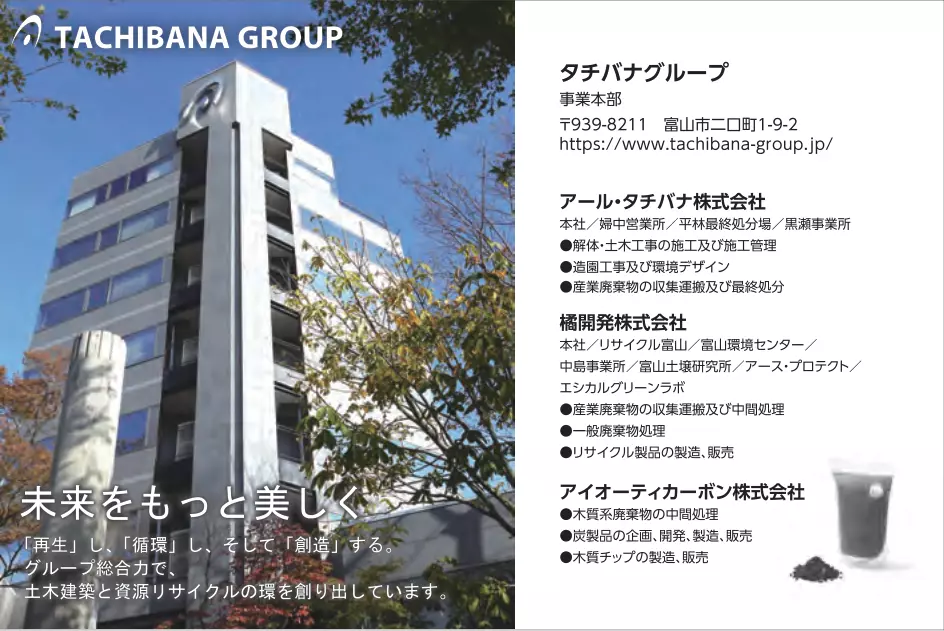 TACHIBANA GROUP
未来をもっと美しく
「再生」し、「循環」し、そして「創造」する。
グループ総合力で、
土木建築と資源リサイクルの環を創り出しています。
タチバナグループ
事業本部
〒939-8211　富山市二口町1-9-2
https://www.tachibana-group.jp/
アール・タチバナ株式会社
本社／婦中営業所／平林最終処分場／黒瀬事業所
●解体・土木工事の施工及び施工管理
●造園工事及び環境デザイン
●産業廃棄物の収集運搬及び最終処分
橘開発株式会社
本社／リサイクル富山／富山環境センター／
中島事業所／富山土壌研究所／アース・プロテクト／
エシカルグリーンラボ
●産業廃棄物の収集運搬及び中間処理
●一般廃棄物処理
●リサイクル製品の製造、販売
アイオーティカーボン株式会社
●木質系廃棄物の中間処理
●炭製品の企画、開発、製造、販売
●木質チップの製造、販売